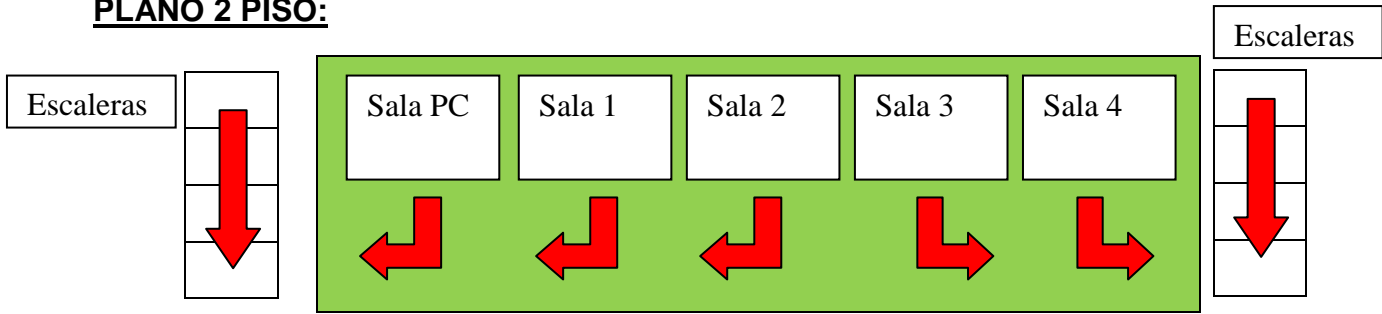 PLANO 2 PISO:
Escaleras
Escaleras
Sala PC
Sala 1
Sala 2
Sala 3
Sala 4